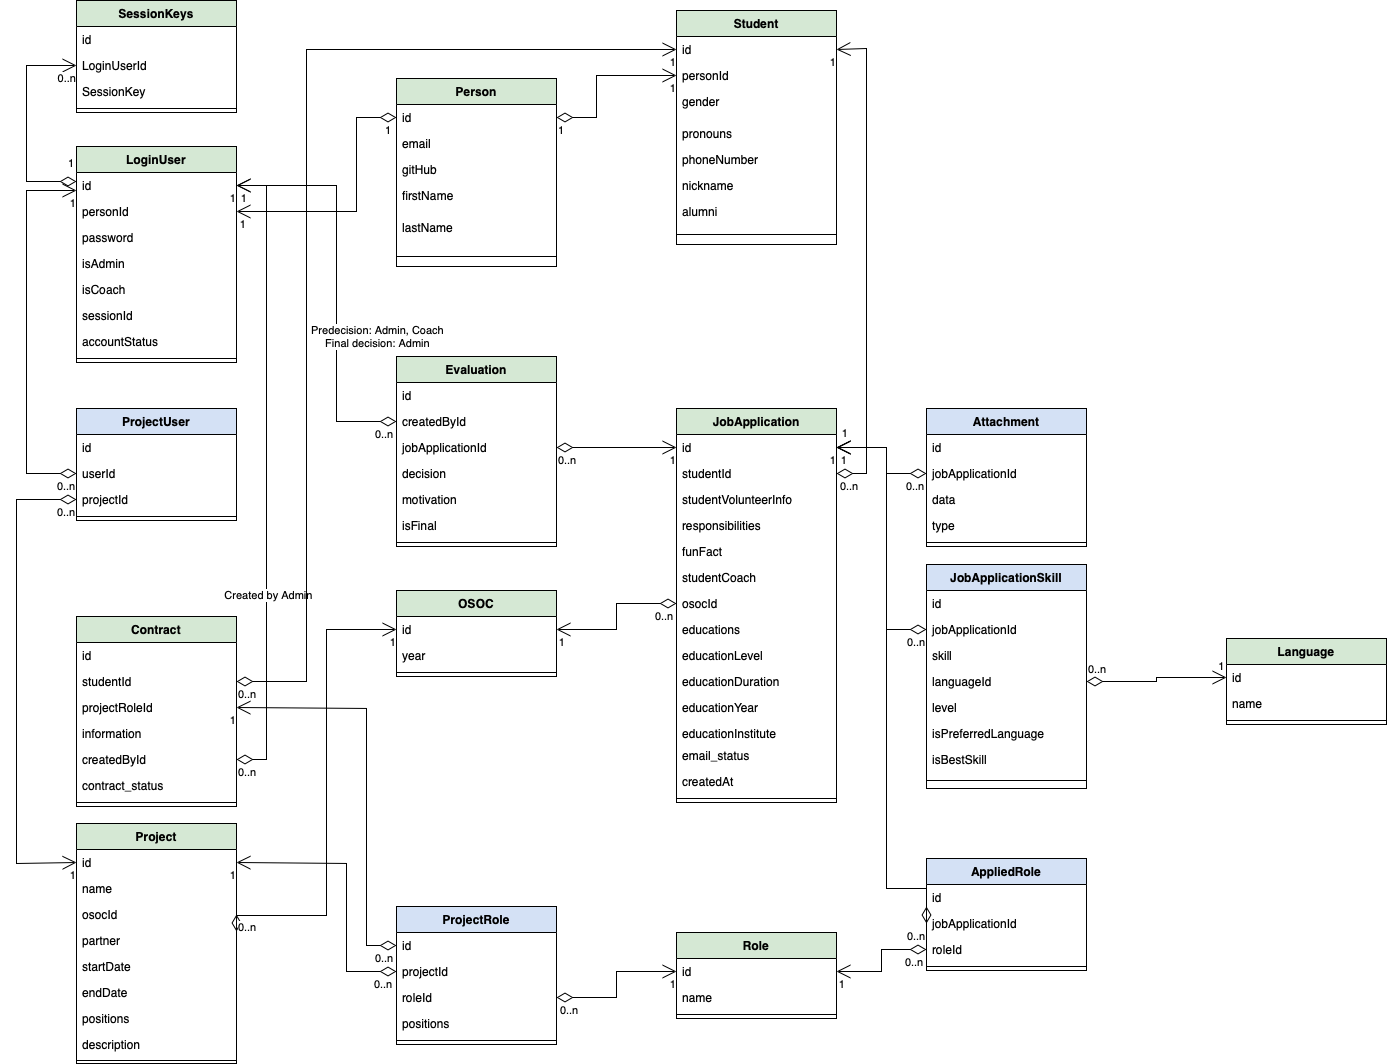 SessionKeys
id
LoginUserId
SessionKey
0..n
1
LoginUser
id
personId
password
isAdmin
isCoach
sessionId
accountStatus
1
1
1
1
Person
id
email
gitHub
firstName
lastName
1
1
Student
id
personId
gender
pronouns
phoneNumber
nickname
alumni
1
1
1
Predecision: Admin, Coach
Final decision: Admin
Evaluation
id
createdById
jobApplicationId
decision
motivation
isFinal
0..n
0..n
ProjectUser
id
userId
projectId
0..n
0..n
JobApplication
id
studentId
studentVolunteerInfo
responsibilities
funFact
studentCoach
osocId
educations
educationLevel
educationDuration
educationYear
educationInstitute
email_status
createdAt
1
1
1
1
0..n
0..n
Attachment
id
jobApplicationId
data
type
0..n
JobApplicationSkill
id
jobApplicationId
skill
languageId
level
isPreferredLanguage
isBestSkill
0..n
0..n
Language
id
name
1
Created by Admin
OSOC
id
year
1
1
Contract
id
studentId
projectRoleId
information
createdById
contract_status
0..n
1
0..n
Project
id
name
osocId
partner
startDate
endDate
positions
description
1
1
0..n
ProjectRole
id
projectId
roleId
positions
0..n
0..n
0..n
Role
id
name
1
1
AppliedRole
id
jobApplicationId
roleId
0..n
0..n